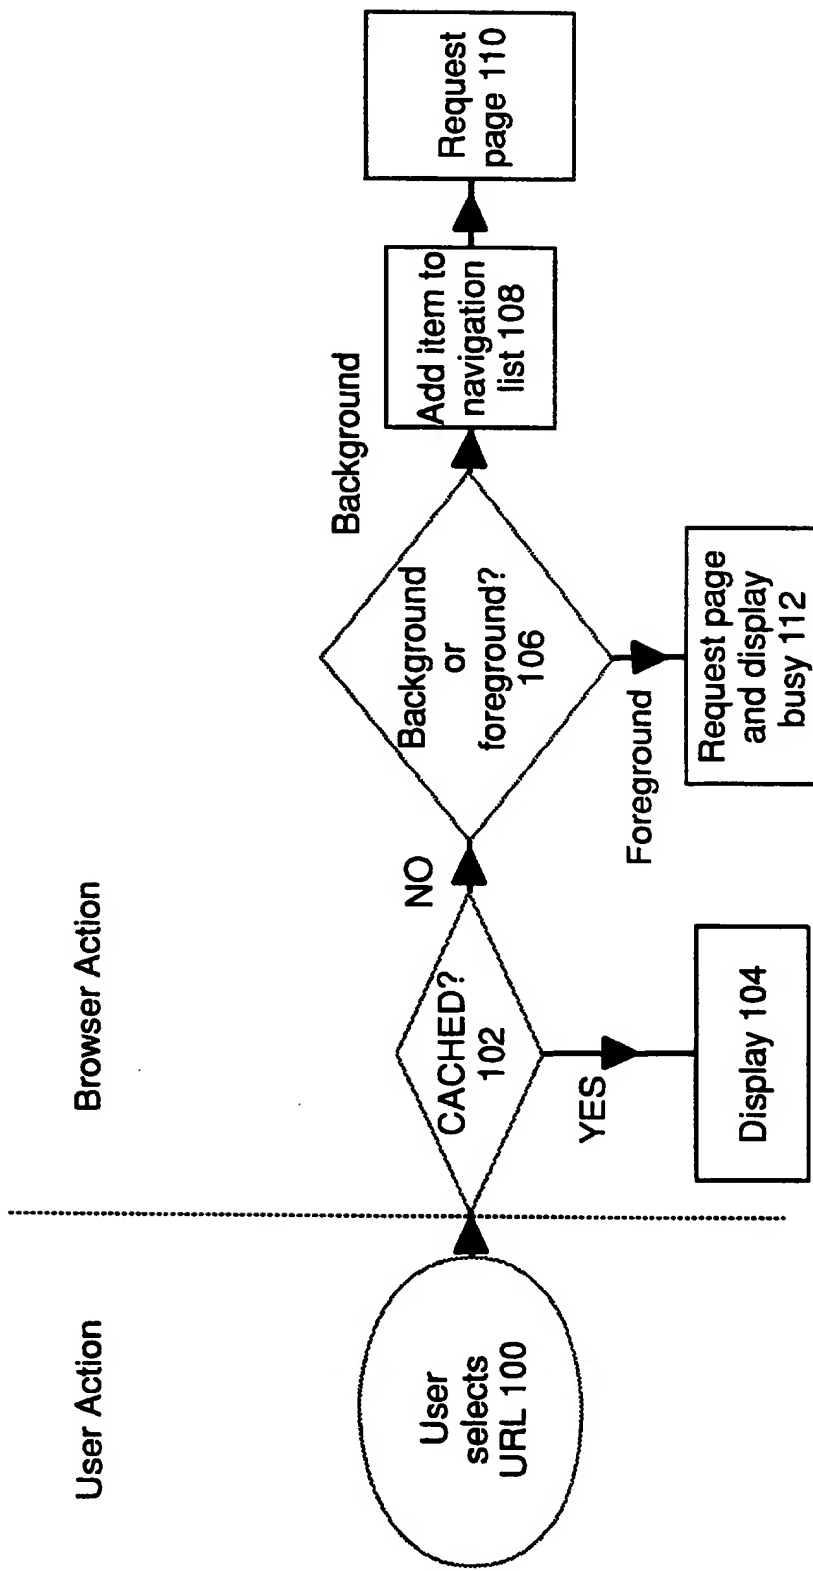 User Action
Browser Action
User
selects
URL 100
CACHED?
102
YES
Display 104
NO
Background
or
foreground?
106
Foreground
Request page
and display
busy 112
Background
Add item to
navigation
list 108
Request
page 110